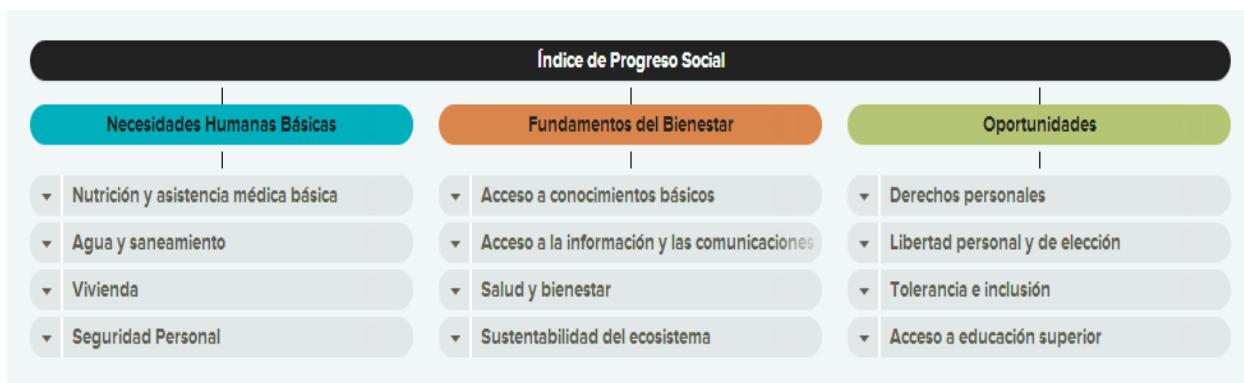 Índice de Progreso Social
Necesidades Humanas Básicas
Fundamentos del Bienestar
Oportunidades
Nutrición y asistencia médica básica
Agua y saneamiento
Vivienda
Seguridad Personal
Acceso a conocimientos básicos
Acceso a la información y las comunicaciones
Salud y bienestar
Sustentabilidad del ecosistema
Derechos personales
Libertad personal y de elección
Tolerancia e inclusión
Acceso a educación superior